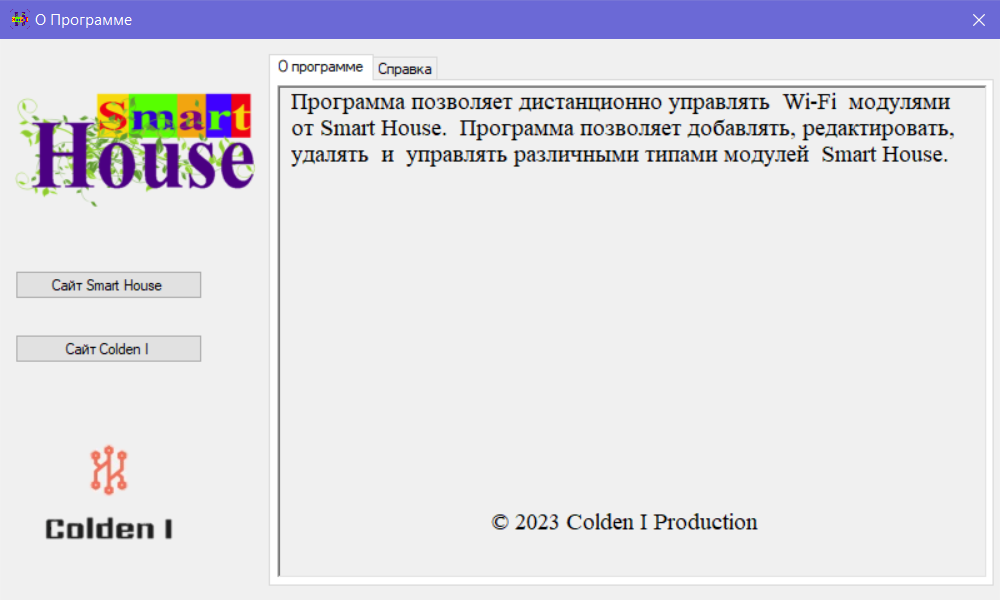 О Программе
Smart
House
Сайт Smart House
Сайт Colden I
Colden I
О программе
Справка
Программа позволяет дистанционно управлять Wi-Fi модулями
от Smart House. Программа позволяет добавлять, редактировать,
удалять и управлять различными типами модулей Smart House.
© 2023 Colden I Production